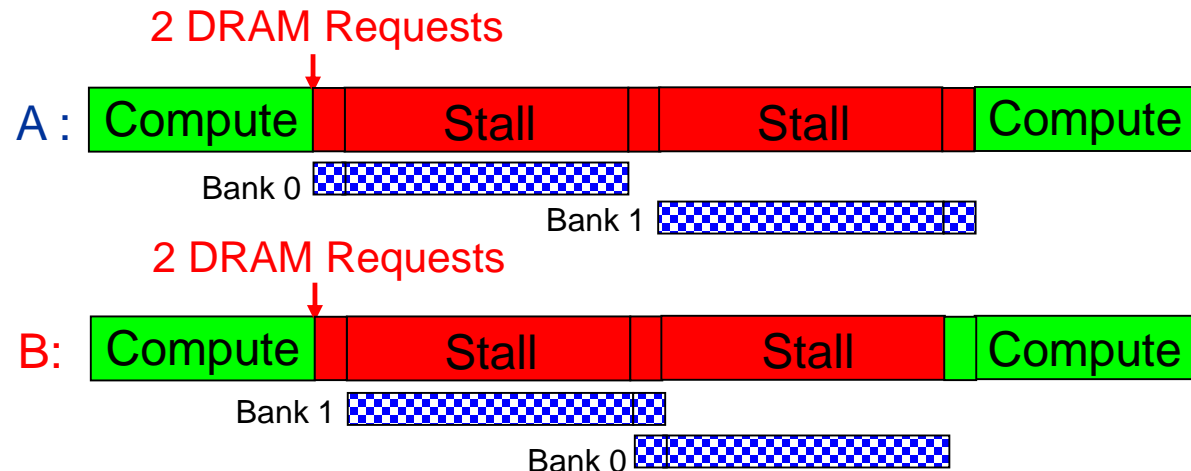 2 DRAM Requests
A : Compute Stall Stall Compute
Bank 0
Bank 1
2 DRAM Requests
B: Compute Stall Stall Compute
Bank 1
Bank 0